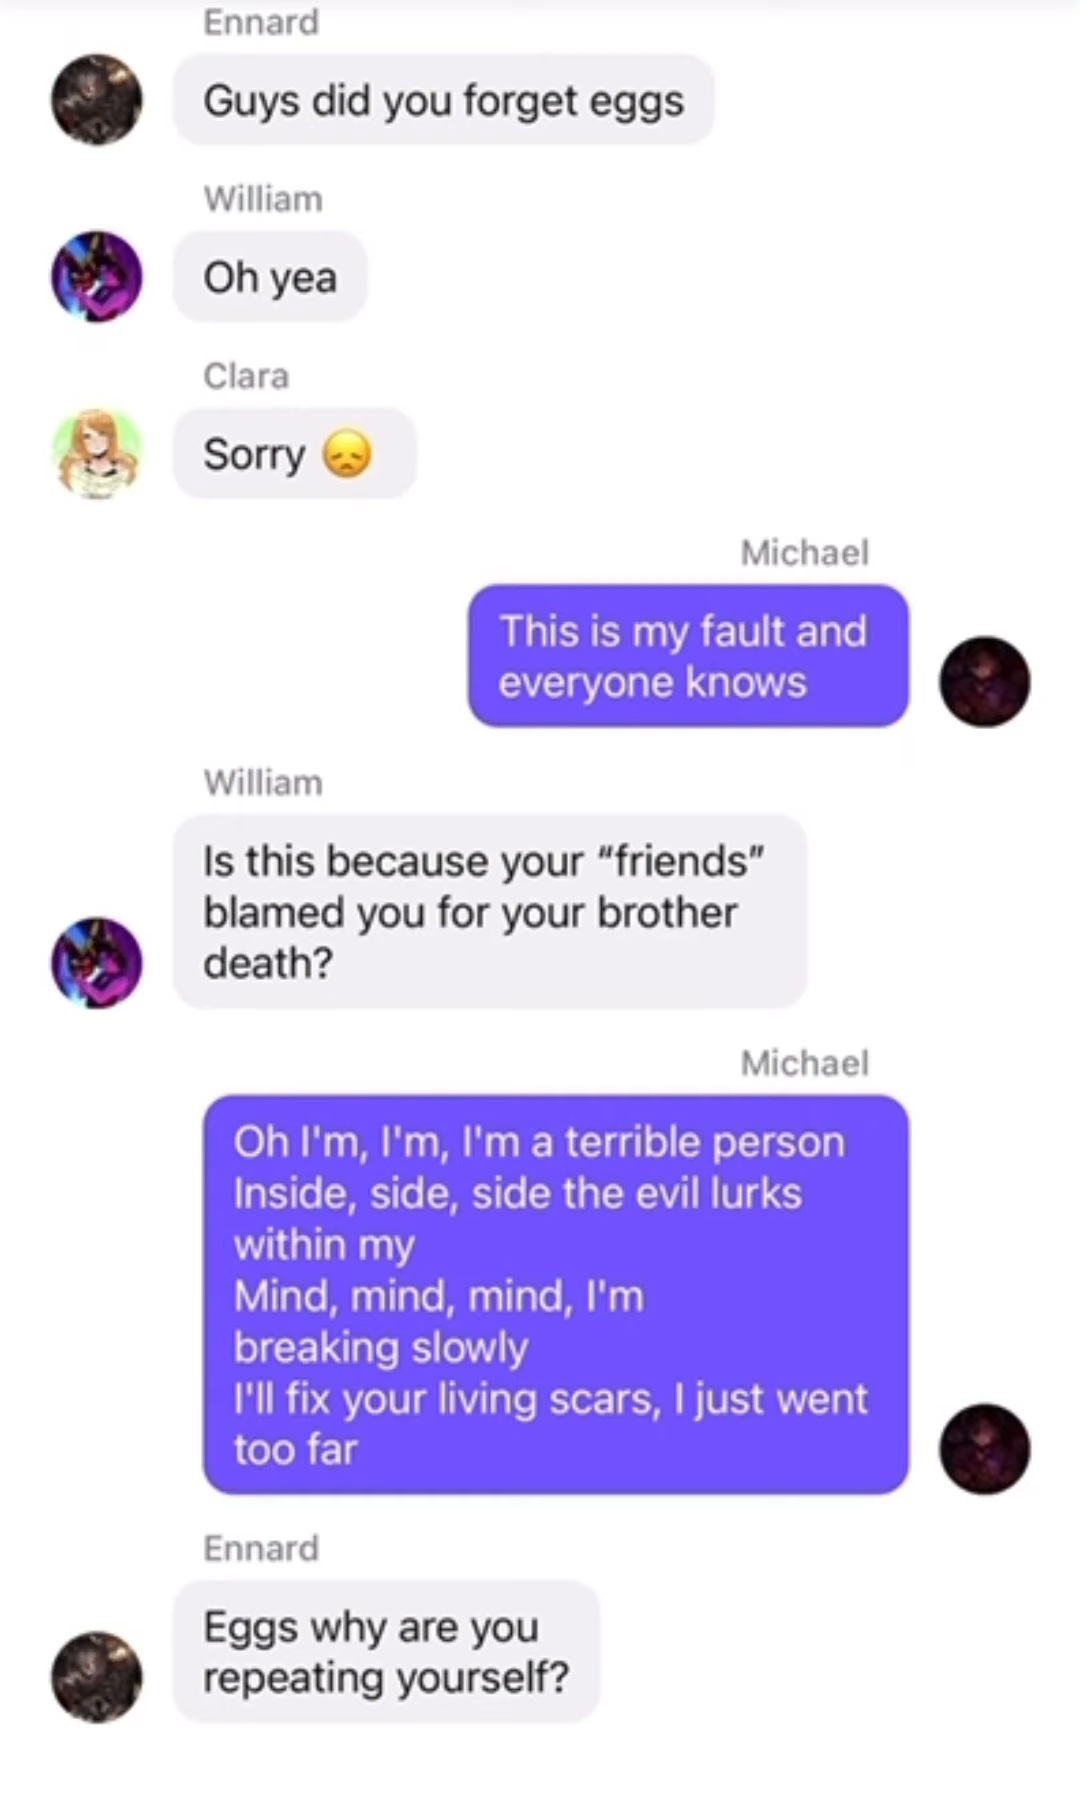 Ennard
Guys did you forget eggs
William
Oh yea
Clara
Sorry 😞
Michael
This is my fault and
everyone knows
William
Is this because your “friends”
blamed you for your brother
death?
Michael
Oh I'm, I'm, I'm a terrible person
Inside, side, side the evil lurks
within my
Mind, mind, mind, I'm
breaking slowly
I'll fix your living scars, I just went
too far
Ennard
Eggs why are you
repeating yourself?